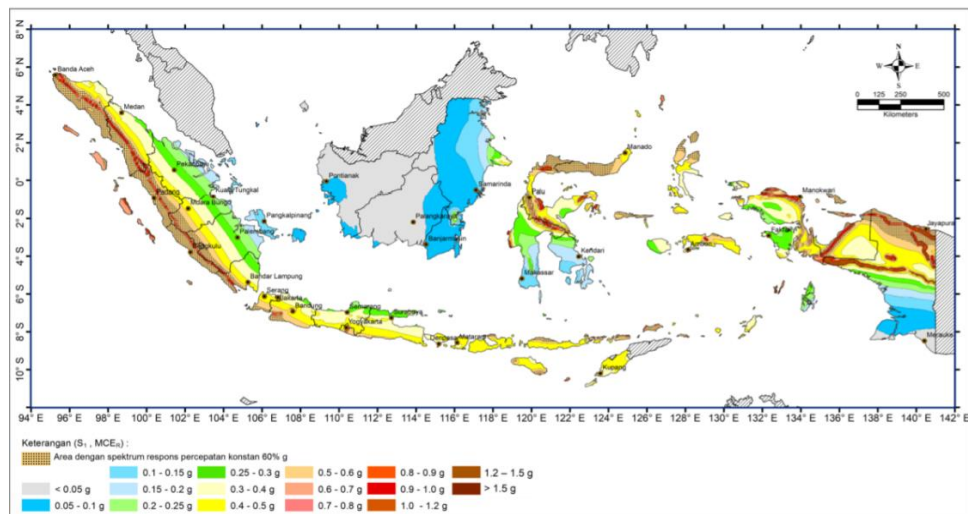 8° N
6° N
4° N
2° N
0°
2° S
4° S
6° S
8° S
10° S
N
W E
S
0 125 250 500
Kilometers
Banda Aceh
Medan
Manado
Pekanbaru
Pontianak
Samarinda
Palu
Manokwari
Kuala Tungkal
Padang
Muara Bungo
Pangkalpinang
Palangkaraya
Jayapura
Palembang
Fakfak
Bengkulu
Banjarmasin
Ambon
Kendari
Makassar
Bandar Lampung
Serang
Jakarta
Bandung
Semarang
Surabaya
Yogyakarta
Denpasar
Mataram
Merauke
Kupang
94° E 96° E 98° E 100° E 102° E 104° E 106° E 108° E 110° E 112° E 114° E 116° E 118° E 120° E 122° E 124° E 126° E 128° E 130° E 132° E 134° E 136° E 138° E 140° E 142° E
Keterangan (S₁ , MCEʀ) :
Area dengan spektrum respons percepatan konstan 60% g
0.1 - 0.15 g 0.25 - 0.3 g 0.5 - 0.6 g 0.8 - 0.9 g 1.2 – 1.5 g
< 0.05 g 0.15 - 0.2 g 0.3 - 0.4 g 0.6 - 0.7 g 0.9 - 1.0 g > 1.5 g
0.05 - 0.1 g 0.2 - 0.25 g 0.4 - 0.5 g 0.7 - 0.8 g 1.0 - 1.2 g